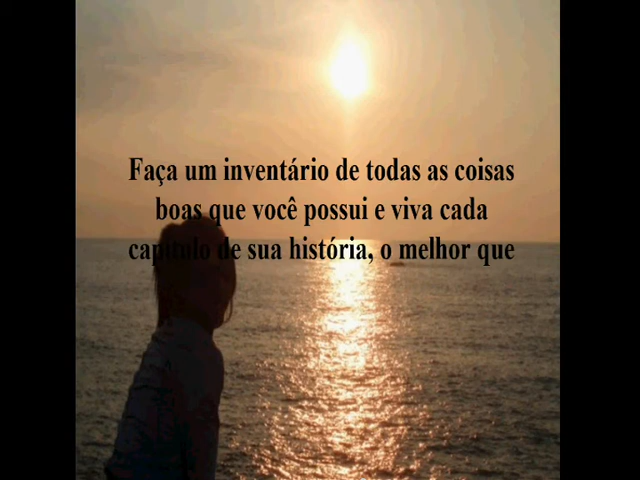 Faça um inventário de todas as coisas
boas que você possui e viva cada
capítulo de sua história, o melhor que